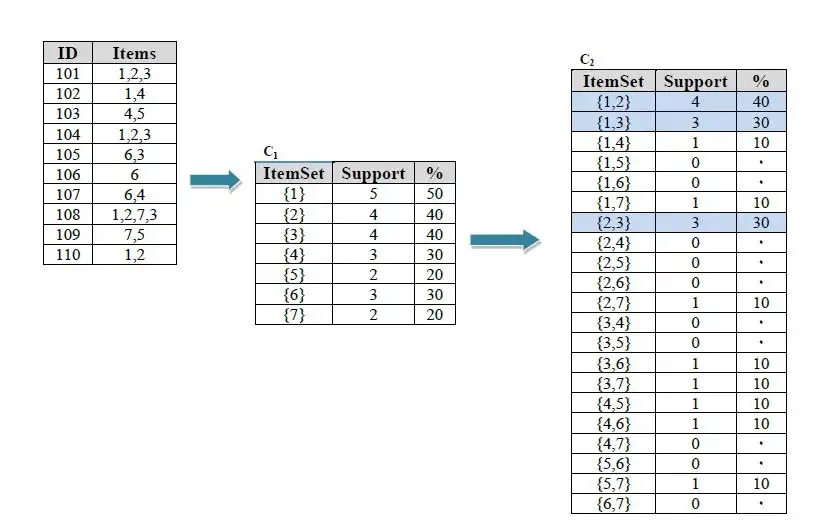 ID Items
101 1,2,3
102 1,4
103 4,5
104 1,2,3
105 6,3
106 6
107 6,4
108 1,2,7,3
109 7,5
110 1,2
C1
ItemSet Support %
{1} 5 50
{2} 4 40
{3} 4 40
{4} 3 30
{5} 2 20
{6} 3 30
{7} 2 20
C2
ItemSet Support %
{1,2} 4 40
{1,3} 3 30
{1,4} 1 10
{1,5} 0 ·
{1,6} 0 ·
{1,7} 1 10
{2,3} 3 30
{2,4} 0 ·
{2,5} 0 ·
{2,6} 0 ·
{2,7} 1 10
{3,4} 0 ·
{3,5} 0 ·
{3,6} 1 10
{3,7} 1 10
{4,5} 1 10
{4,6} 1 10
{4,7} 0 ·
{5,6} 0 ·
{5,7} 1 10
{6,7} 0 ·